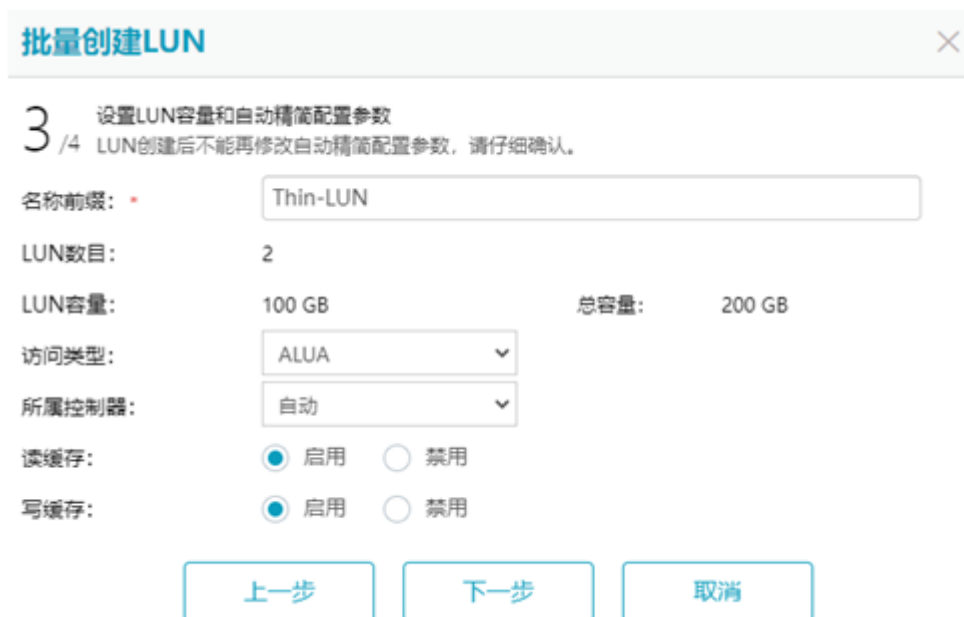 批量创建LUN
3 /4 设置LUN容量和自动精简配置参数
LUN创建后不能再修改自动精简配置参数，请仔细确认。
名称前缀： * Thin-LUN
LUN数目： 2
LUN容量： 100 GB 总容量： 200 GB
访问类型： ALUA
所属控制器： 自动
读缓存： 启用 禁用
写缓存： 启用 禁用
上一步 下一步 取消